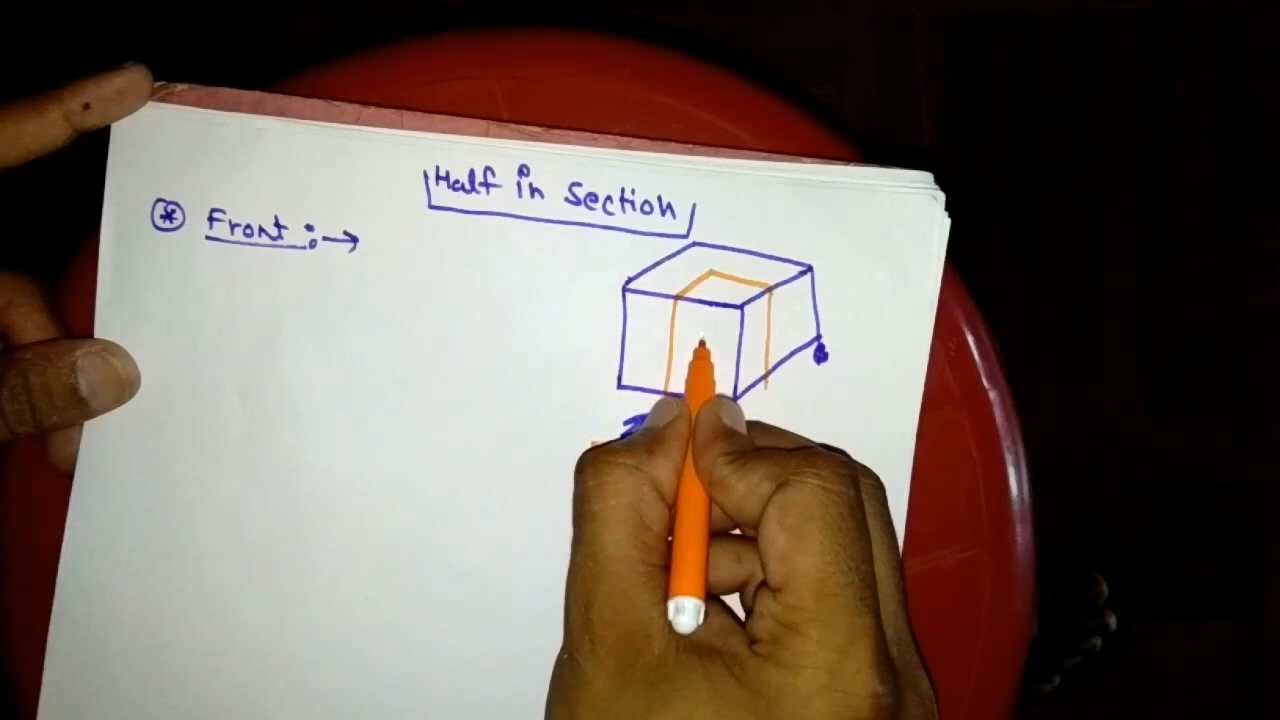 Half in Section
* Front :→